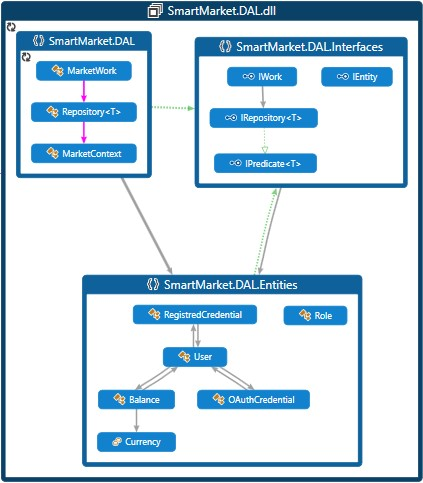 SmartMarket.DAL.dll
SmartMarket.DAL
MarketWork
Repository<T>
MarketContext
SmartMarket.DAL.Interfaces
IWork
IEntity
IRepository<T>
IPredicate<T>
SmartMarket.DAL.Entities
RegistredCredential
Role
User
Balance
OAuthCredential
Currency